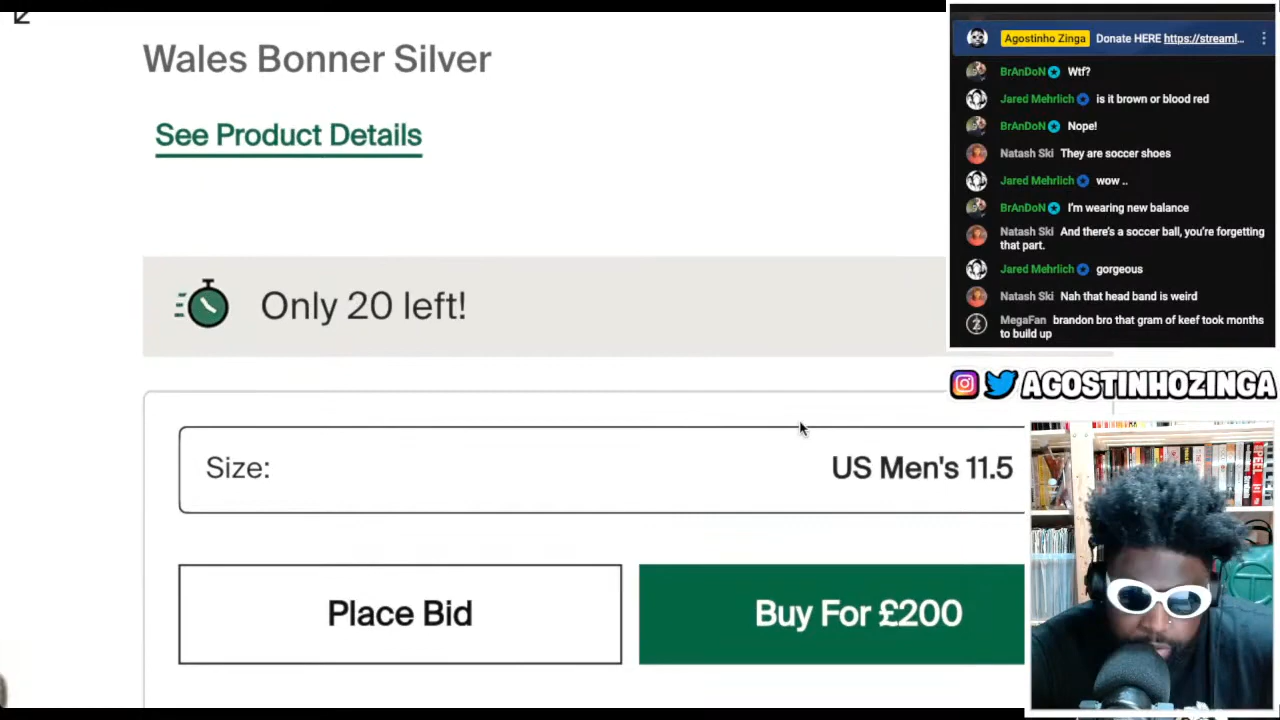 Wales Bonner Silver
See Product Details
Only 20 left!
Size:
US Men's 11.5
Place Bid
Buy For £200
Agostinho Zinga Donate HERE https://streaml...
BrAnDoN Wtf?
Jared Mehrlich is it brown or blood red
BrAnDoN Nope!
Natash Ski They are soccer shoes
Jared Mehrlich wow ..
BrAnDoN I'm wearing new balance
Natash Ski And there's a soccer ball, you're forgetting
that part.
Jared Mehrlich gorgeous
Natash Ski Nah that head band is weird
MegaFan brandon bro that gram of keef took months
to build up
AGOSTINHOZINGA